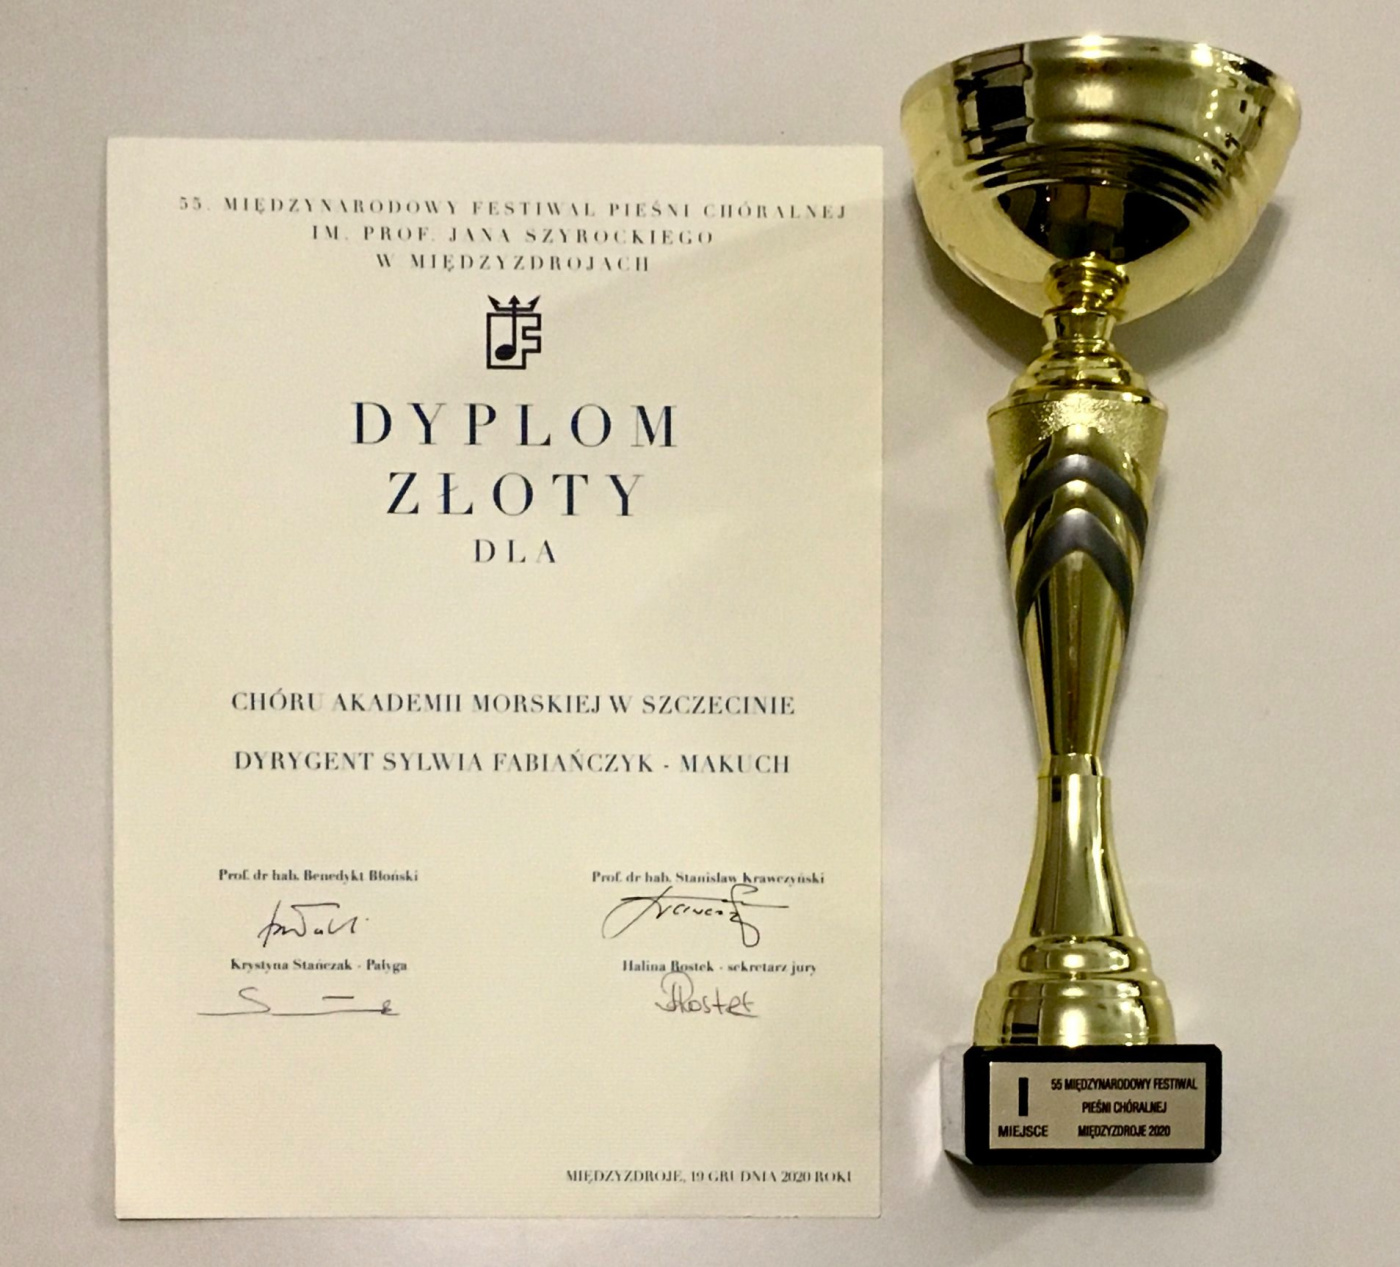 55. MIĘDZYNARODOWY FESTIWAL PIEŚNI CHÓRALNEJ
IM. PROF. JANA SZYROCKIEGO
W MIĘDZYZDROJACH
DYPLOM
ZŁOTY
DLA
CHÓRU AKADEMII MORSKIEJ W SZCZECINIE
DYRYGENT SYLWIA FABIAŃCZYK - MAKUCH
Prof. dr hab. Benedykt Błoński
Prof. dr hab. Stanisław Krawczyński
Krystyna Stańczak - Pałyga
Halina Rostek - sekretarz jury
HRostek
MIĘDZYZDROJE, 19 GRUDNIA 2020 ROKU
I
MIEJSCE
55 MIĘDZYNARODOWY FESTIWAL
PIEŚNI CHÓRALNEJ
MIĘDZYZDROJE 2020